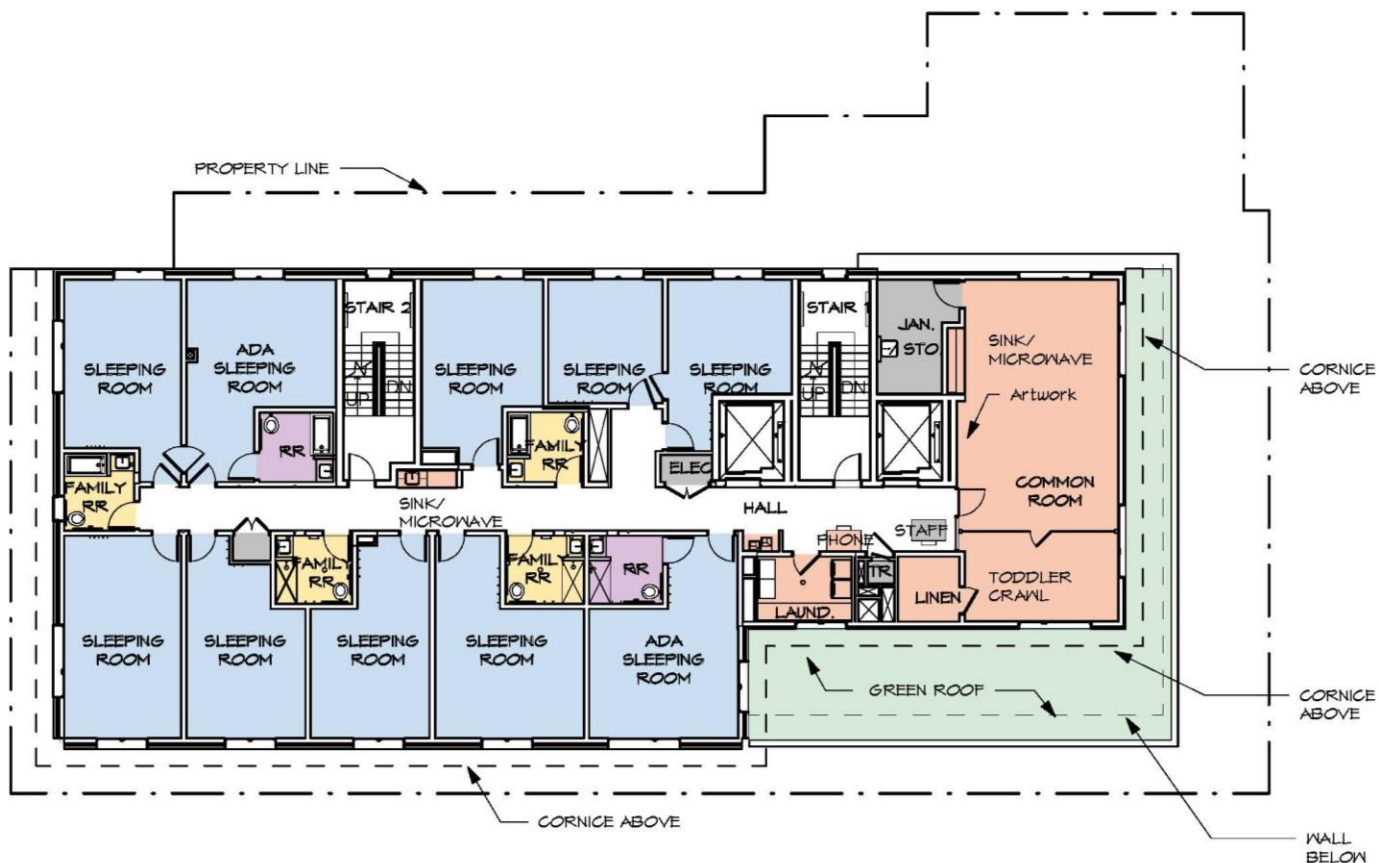 PROPERTY LINE
STAIR 2
STAIR 1
JAN.
STO.
SINK/
MICROWAVE
CORNICE
ABOVE
SLEEPING
ROOM
ADA
SLEEPING
ROOM
UP
DN
SLEEPING
ROOM
SLEEPING
ROOM
SLEEPING
ROOM
UP
DN
Artwork
RR
FAMILY
RR
ELEC
FAMILY
RR
SINK/
MICROWAVE
HALL
COMMON
ROOM
PHONE
STAFF
FAMILY
RR
FAMILY
RR
RR
TR
LINEN
TODDLER
CRAWL
LAUND.
SLEEPING
ROOM
SLEEPING
ROOM
SLEEPING
ROOM
SLEEPING
ROOM
ADA
SLEEPING
ROOM
GREEN ROOF
CORNICE
ABOVE
CORNICE ABOVE
WALL
BELOW